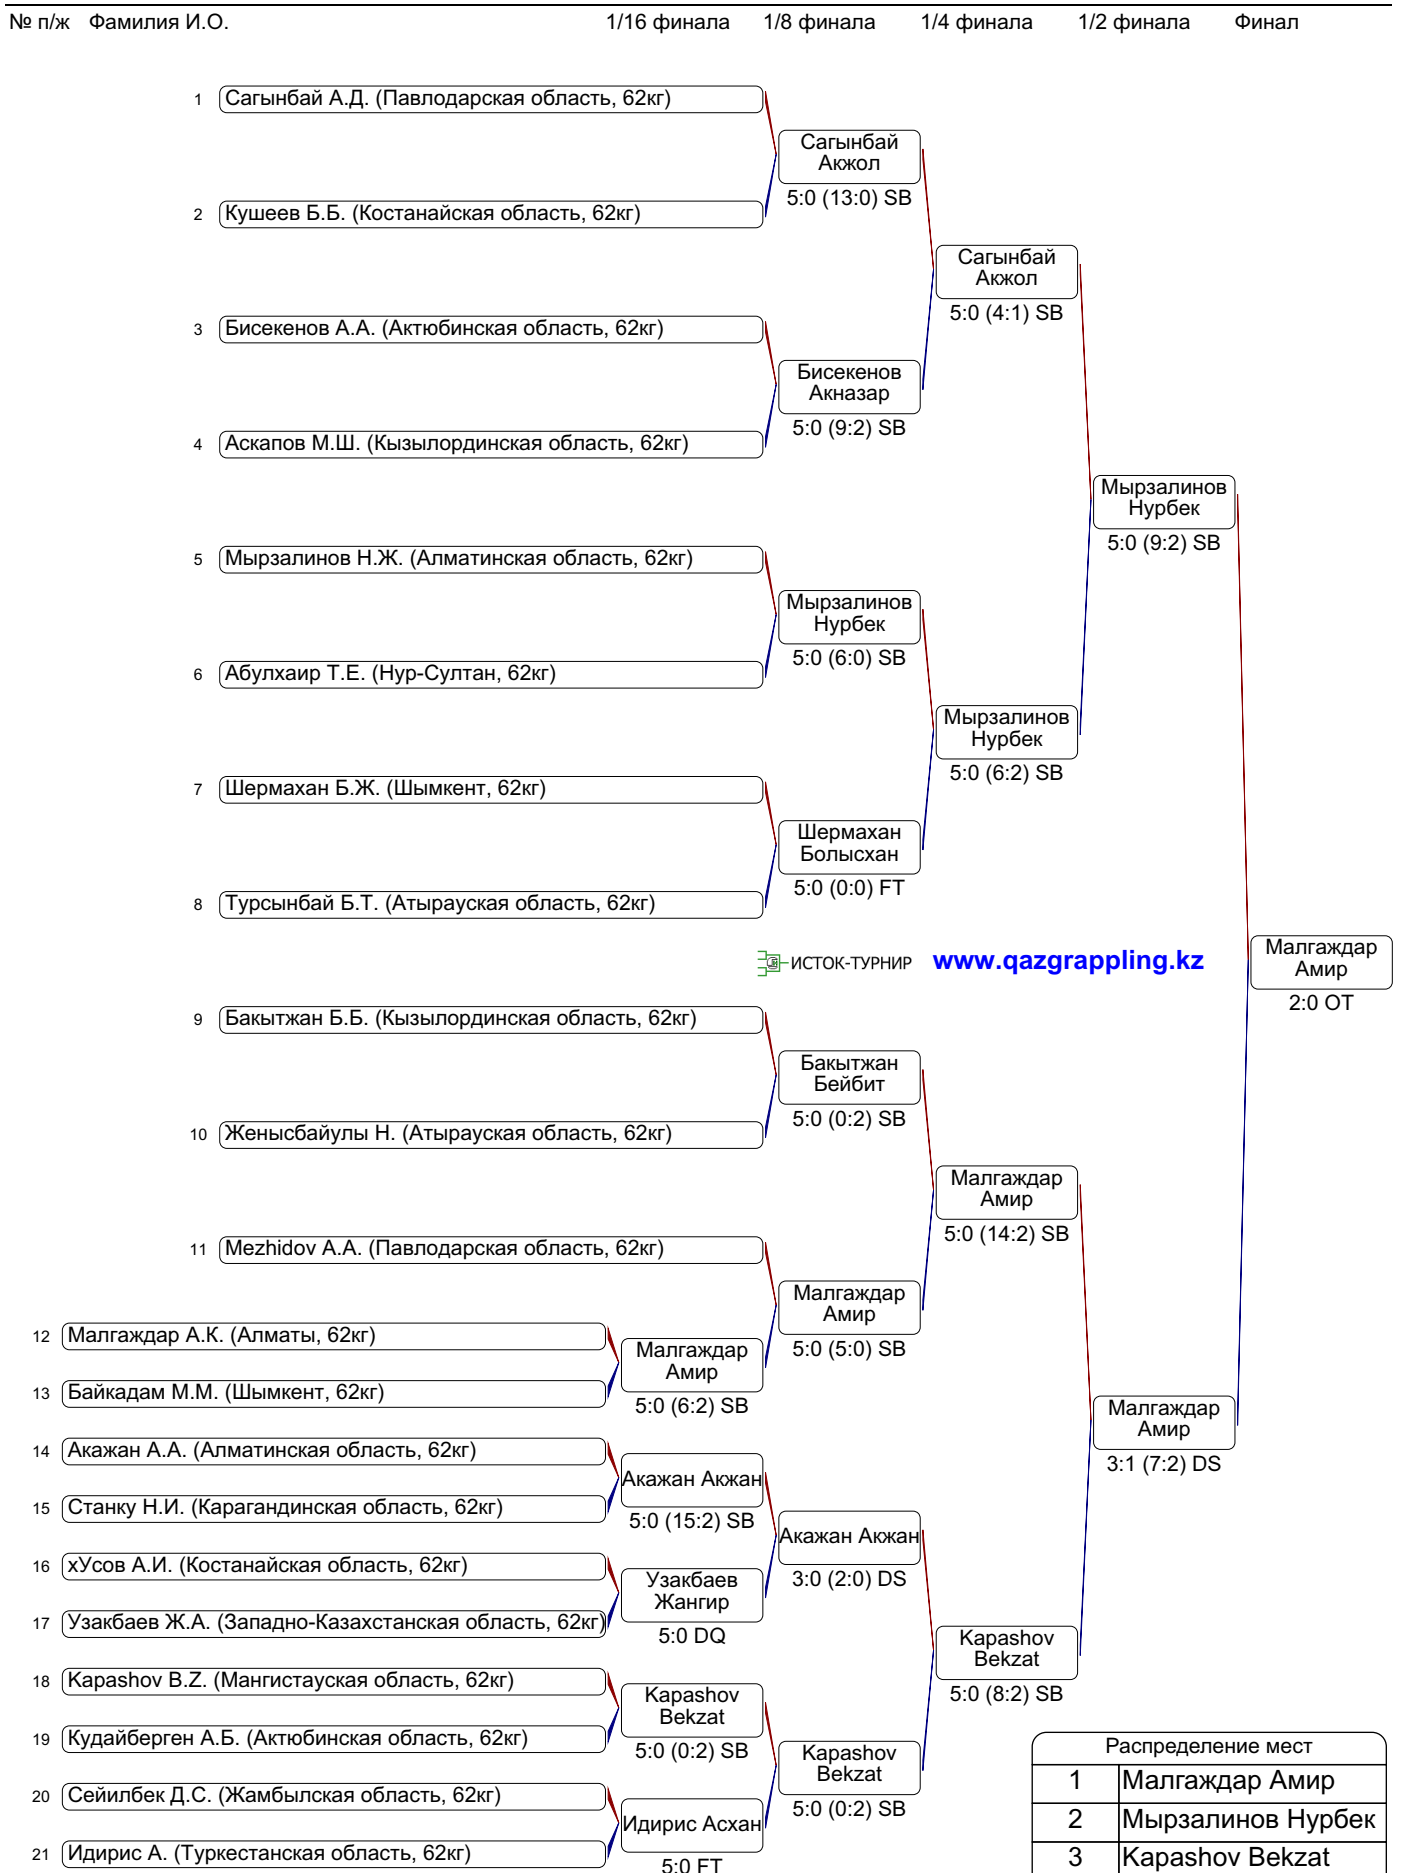 № п/ж Фамилия И.О. 1/16 финала 1/8 финала 1/4 финала 1/2 финала Финал
1 Сагынбай А.Д. (Павлодарская область, 62кг)
Сагынбай
Акжол
5:0 (13:0) SB
2 Кушеев Б.Б. (Костанайская область, 62кг)
Сагынбай
Акжол
5:0 (4:1) SB
3 Бисекенов А.А. (Актюбинская область, 62кг)
Бисекенов
Акназар
5:0 (9:2) SB
4 Аскапов М.Ш. (Кызылординская область, 62кг)
Мырзалинов
Нурбек
5:0 (9:2) SB
5 Мырзалинов Н.Ж. (Алматинская область, 62кг)
Мырзалинов
Нурбек
5:0 (6:0) SB
6 Абулхаир Т.Е. (Нур-Султан, 62кг)
Мырзалинов
Нурбек
5:0 (6:2) SB
7 Шермахан Б.Ж. (Шымкент, 62кг)
Шермахан
Болысхан
5:0 (0:0) FT
8 Турсынбай Б.Т. (Атырауская область, 62кг)
ИСТОК-ТУРНИР www.qazgrappling.kz
Малгаждар
Амир
2:0 OT
9 Бакытжан Б.Б. (Кызылординская область, 62кг)
Бакытжан
Бейбит
5:0 (0:2) SB
10 Женысбайулы Н. (Атырауская область, 62кг)
Малгаждар
Амир
5:0 (14:2) SB
11 Mezhidov А.А. (Павлодарская область, 62кг)
Малгаждар
Амир
5:0 (5:0) SB
12 Малгаждар А.К. (Алматы, 62кг)
Малгаждар
Амир
5:0 (6:2) SB
13 Байкадам М.М. (Шымкент, 62кг)
Малгаждар
Амир
3:1 (7:2) DS
14 Акажан А.А. (Алматинская область, 62кг)
Акажан Акжан
5:0 (15:2) SB
15 Станку Н.И. (Карагандинская область, 62кг)
Акажан Акжан
3:0 (2:0) DS
16 хУсов А.И. (Костанайская область, 62кг)
Узакбаев
Жангир
5:0 DQ
17 Узакбаев Ж.А. (Западно-Казахстанская область, 62кг)
Kapashov
Bekzat
5:0 (8:2) SB
18 Kapashov B.Z. (Мангистауская область, 62кг)
Kapashov
Bekzat
5:0 (0:2) SB
19 Кудайберген А.Б. (Актюбинская область, 62кг)
Kapashov
Bekzat
5:0 (0:2) SB
20 Сейилбек Д.С. (Жамбылская область, 62кг)
Идирис Асхан
5:0 FT
21 Идирис А. (Туркестанская область, 62кг)
Распределение мест
1 Малгаждар Амир
2 Мырзалинов Нурбек
3 Kapashov Bekzat